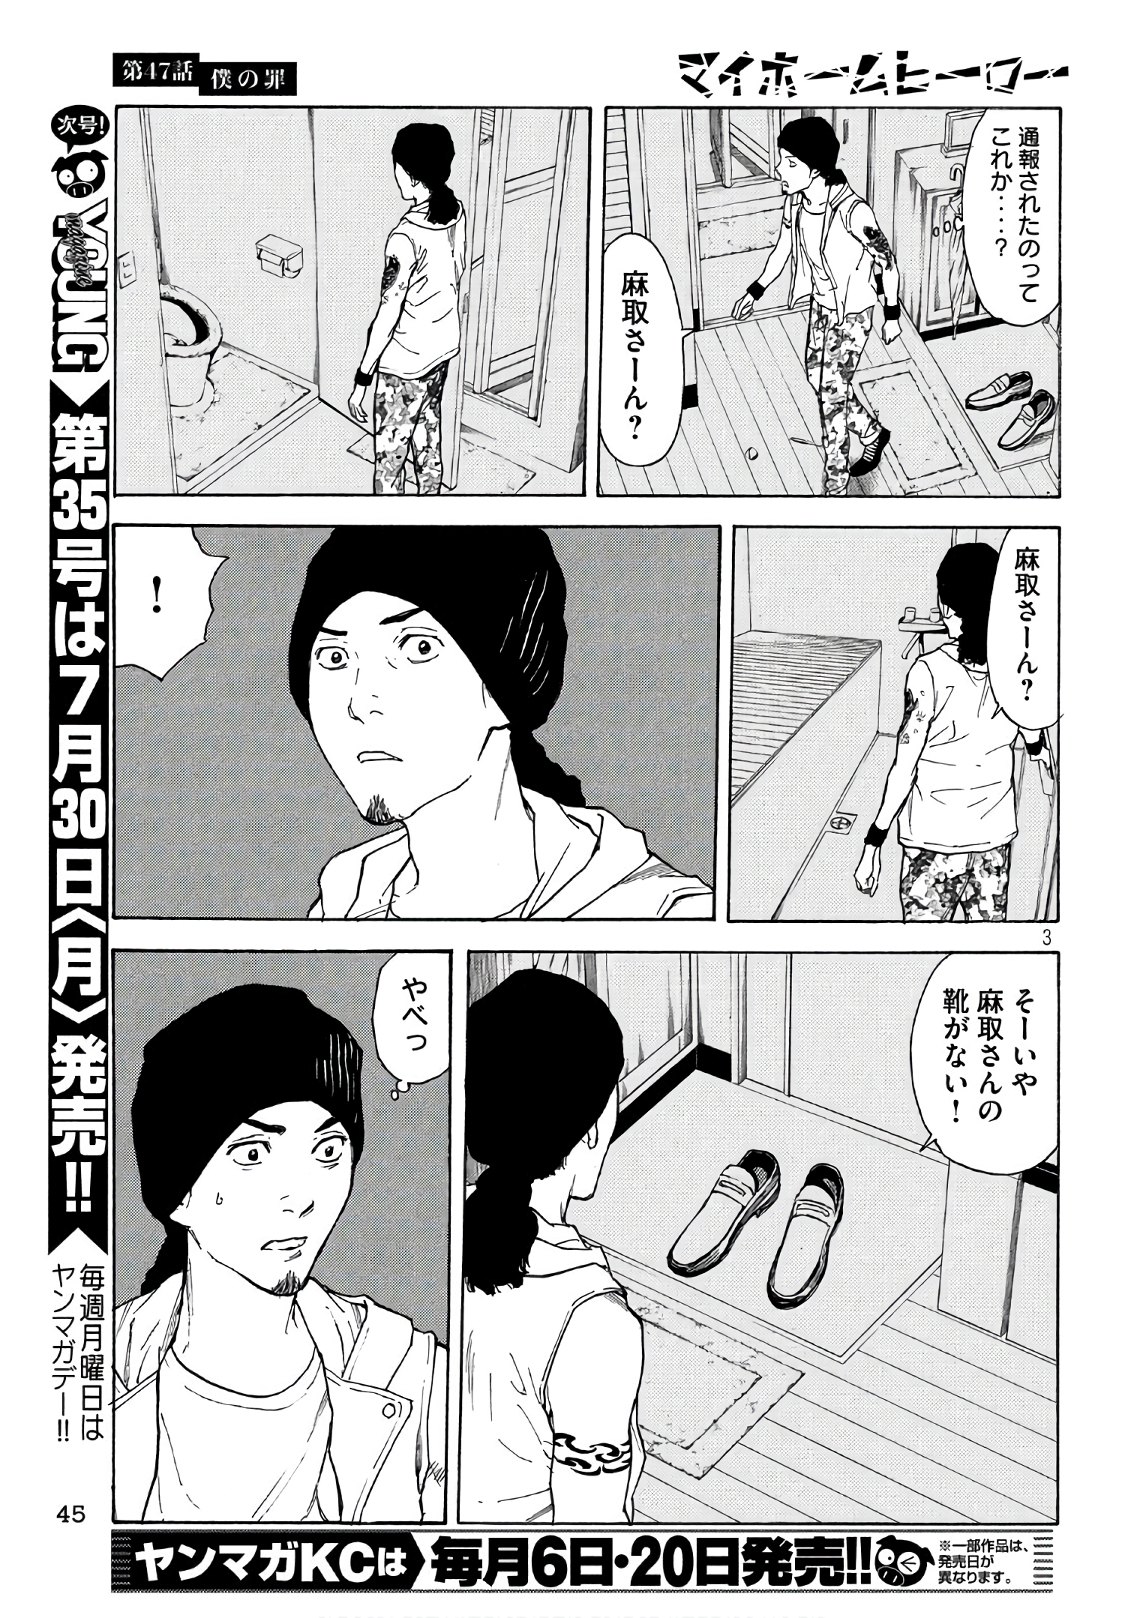 第47話
僕の罪
マイホームヒーロー
通報されたのって
これか‥‥?
麻取さーん?
麻取さーん?
!
そーいや
麻取さんの
靴がない!
やべっ
3
次号!
YOUNG
magazine
第35号は7月30日〈月〉発売!!
毎週月曜日は
ヤンマガデー!!
45
ヤンマガKCは
毎月6日・20日発売!!
※一部作品は、
発売日が
異なります。